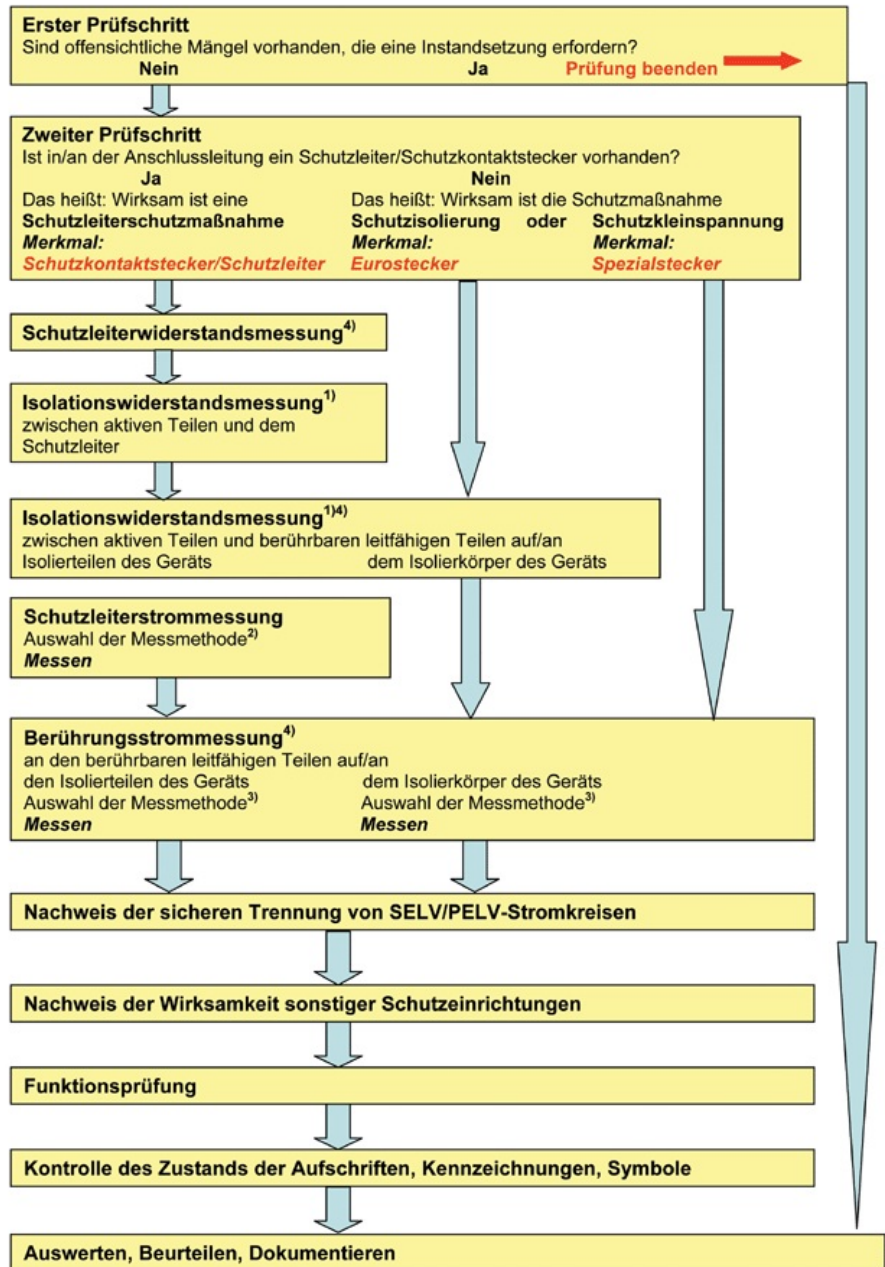 Erster Prüfschritt
Sind offensichtliche Mängel vorhanden, die eine Instandsetzung erfordern?
Nein Ja Prüfung beenden
Zweiter Prüfschritt
Ist in/an der Anschlussleitung ein Schutzleiter/Schutzkontaktstecker vorhanden?
Ja Nein
Das heißt: Wirksam ist eine Das heißt: Wirksam ist die Schutzmaßnahme
Schutzleiterschutzmaßnahme Schutzisolierung oder Schutzkleinspannung
Merkmal: Merkmal: Merkmal:
Schutzkontaktstecker/Schutzleiter Eurostecker Spezialstecker
Schutzleiterwiderstandsmessung4)
Isolationswiderstandsmessung1)
zwischen aktiven Teilen und dem
Schutzleiter
Isolationswiderstandsmessung1)4)
zwischen aktiven Teilen und berührbaren leitfähigen Teilen auf/an
Isolierteilen des Geräts dem Isolierkörper des Geräts
Schutzleiterstrommessung
Auswahl der Messmethode2)
Messen
Berührungsstrommessung4)
an den berührbaren leitfähigen Teilen auf/an
den Isolierteilen des Geräts dem Isolierkörper des Geräts
Auswahl der Messmethode3) Auswahl der Messmethode3)
Messen Messen
Nachweis der sicheren Trennung von SELV/PELV-Stromkreisen
Nachweis der Wirksamkeit sonstiger Schutzeinrichtungen
Funktionsprüfung
Kontrolle des Zustands der Aufschriften, Kennzeichnungen, Symbole
Auswerten, Beurteilen, Dokumentieren